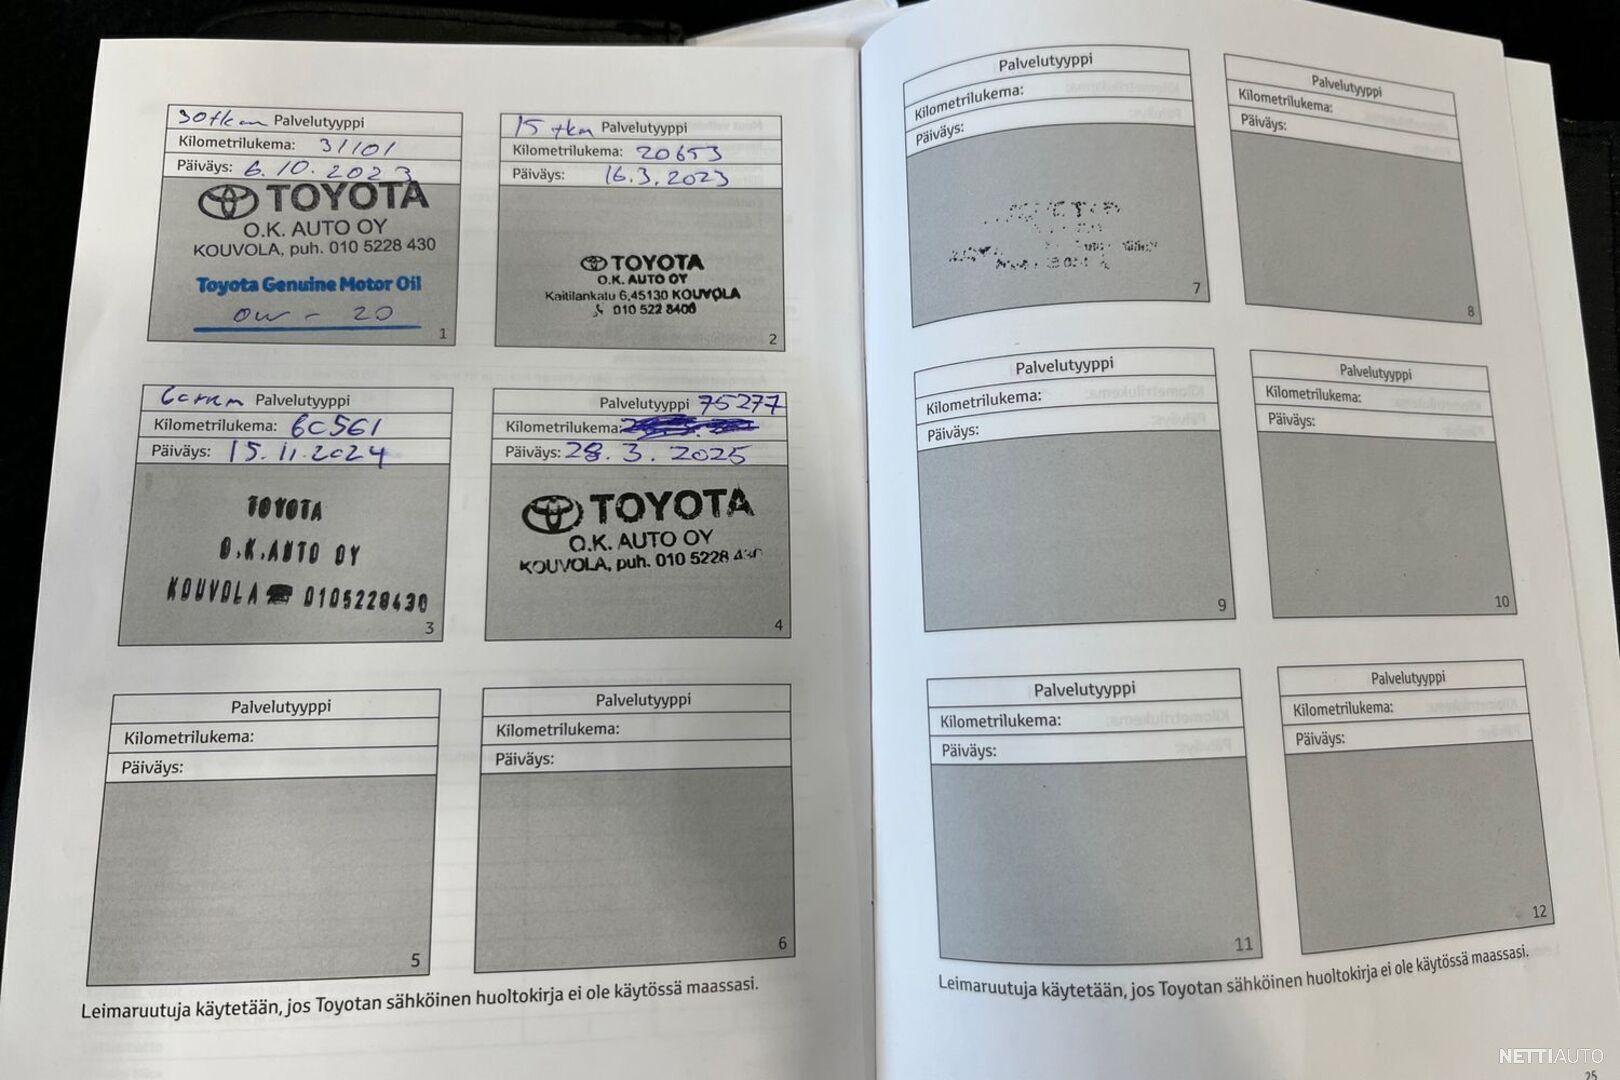 30tkm Palvelutyyppi
Kilometrilukema: 31101
Päiväys: 6.10.2023
TOYOTA
O.K. AUTO OY
KOUVOLA, puh. 010 5228 430
Toyota Genuine Motor Oil
0w - 20
1
15 tkm Palvelutyyppi
Kilometrilukema: 20653
Päiväys: 16.3.2023
TOYOTA
O.K. AUTO OY
Kaitilankatu 6,45130 KOUVOLA
010 522 8400
2
60tkm Palvelutyyppi
Kilometrilukema: 60561
Päiväys: 15.11.2024
TOYOTA
O.K.AUTO OY
KOUVOLA ☎ 0105228430
3
Palvelutyyppi 75277
Kilometrilukema:
Päiväys: 28.3.2025
TOYOTA
O.K. AUTO OY
KOUVOLA, puh. 010 5228 430
4
Palvelutyyppi
Kilometrilukema:
Päiväys:
5
Palvelutyyppi
Kilometrilukema:
Päiväys:
6
Leimaruutuja käytetään, jos Toyotan sähköinen huoltokirja ei ole käytössä maassasi.
Palvelutyyppi
Kilometrilukema:
Päiväys:
7
Palvelutyyppi
Kilometrilukema:
Päiväys:
8
Palvelutyyppi
Kilometrilukema:
Päiväys:
9
Palvelutyyppi
Kilometrilukema:
Päiväys:
10
Palvelutyyppi
Kilometrilukema:
Päiväys:
11
Palvelutyyppi
Kilometrilukema:
Päiväys:
12
Leimaruutuja käytetään, jos Toyotan sähköinen huoltokirja ei ole käytössä maassasi.
25
NETTIAUTO